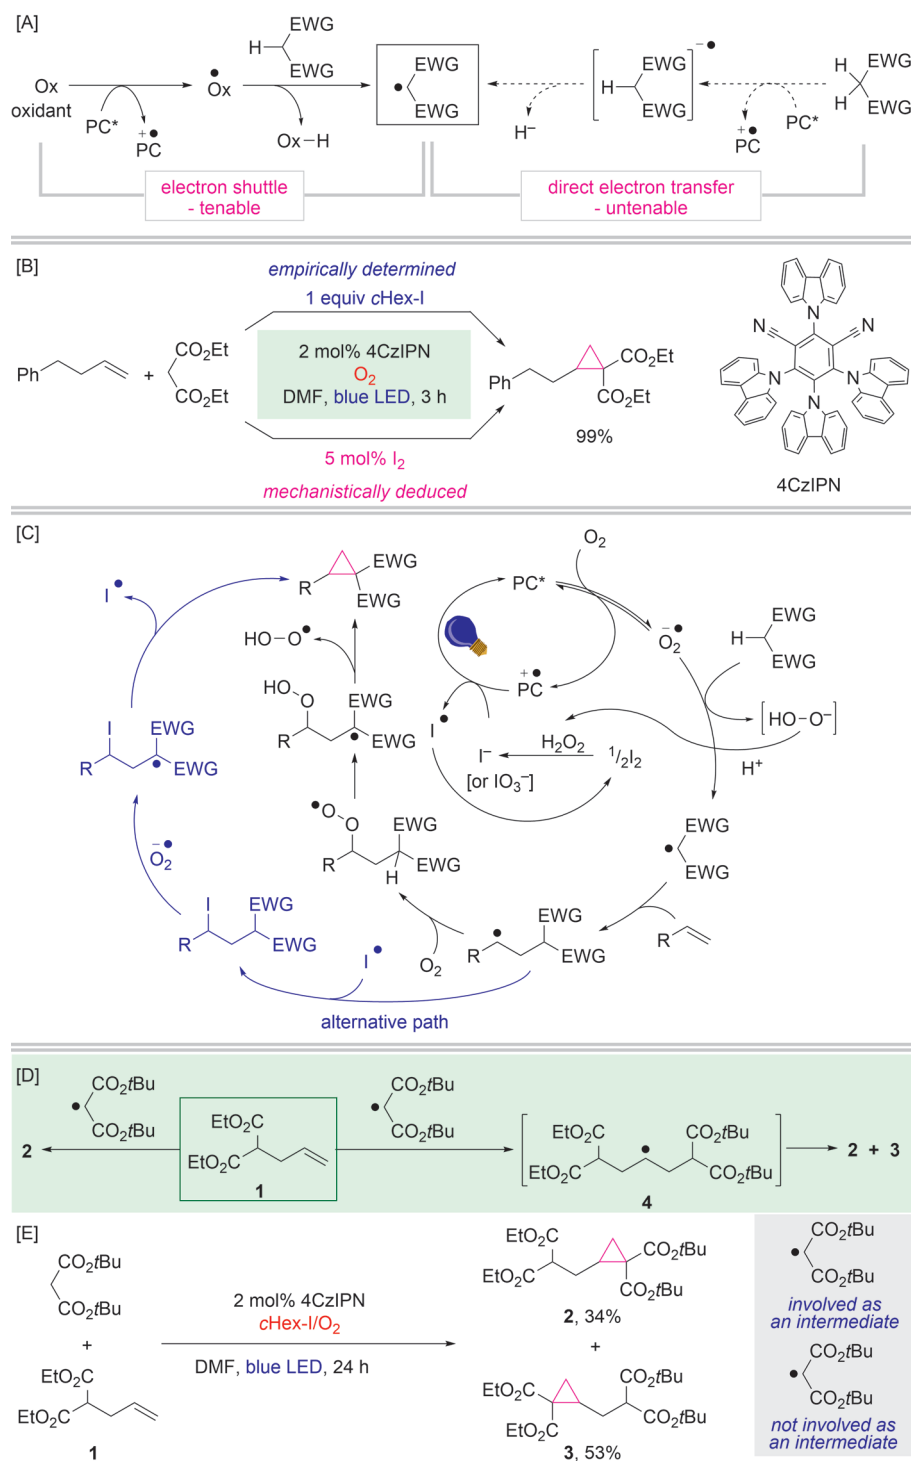 [A]
EWG
H
EWG
Ox
oxidant
PC*
+•
PC
•
Ox
Ox–H
EWG
•
EWG
H–
EWG
H
EWG
–•
+•
PC
PC*
H
H
EWG
EWG
electron shuttle
- tenable
direct electron transfer
- untenable
[B]
empirically determined
1 equiv cHex-I
Ph
+
CO2Et
CO2Et
2 mol% 4CzIPN
O2
DMF, blue LED, 3 h
5 mol% I2
mechanistically deduced
Ph
CO2Et
CO2Et
99%
N
NC
CN
N
N
N
4CzIPN
[C]
I•
R
EWG
EWG
HO–O•
HO
O
R
EWG
•
EWG
O2
PC*
+•
PC
–•
O2
H
EWG
EWG
[HO–O–]
H+
I•
I–
[or IO3–]
H2O2
1/2I2
I
R
EWG
•
EWG
–•
O2
•O
O
R
EWG
EWG
H
EWG
•
EWG
R
I
R
EWG
EWG
I•
O2
•
R
EWG
EWG
alternative path
[D]
CO2tBu
•
CO2tBu
2
EtO2C
EtO2C
1
CO2tBu
•
CO2tBu
EtO2C
EtO2C
•
CO2tBu
CO2tBu
4
2 + 3
[E]
CO2tBu
CO2tBu
+
EtO2C
EtO2C
1
2 mol% 4CzIPN
cHex-I/O2
DMF, blue LED, 24 h
EtO2C
EtO2C
CO2tBu
CO2tBu
2, 34%
+
EtO2C
EtO2C
CO2tBu
CO2tBu
3, 53%
CO2tBu
•
CO2tBu
involved as
an intermediate
CO2tBu
•
CO2tBu
not involved as
an intermediate